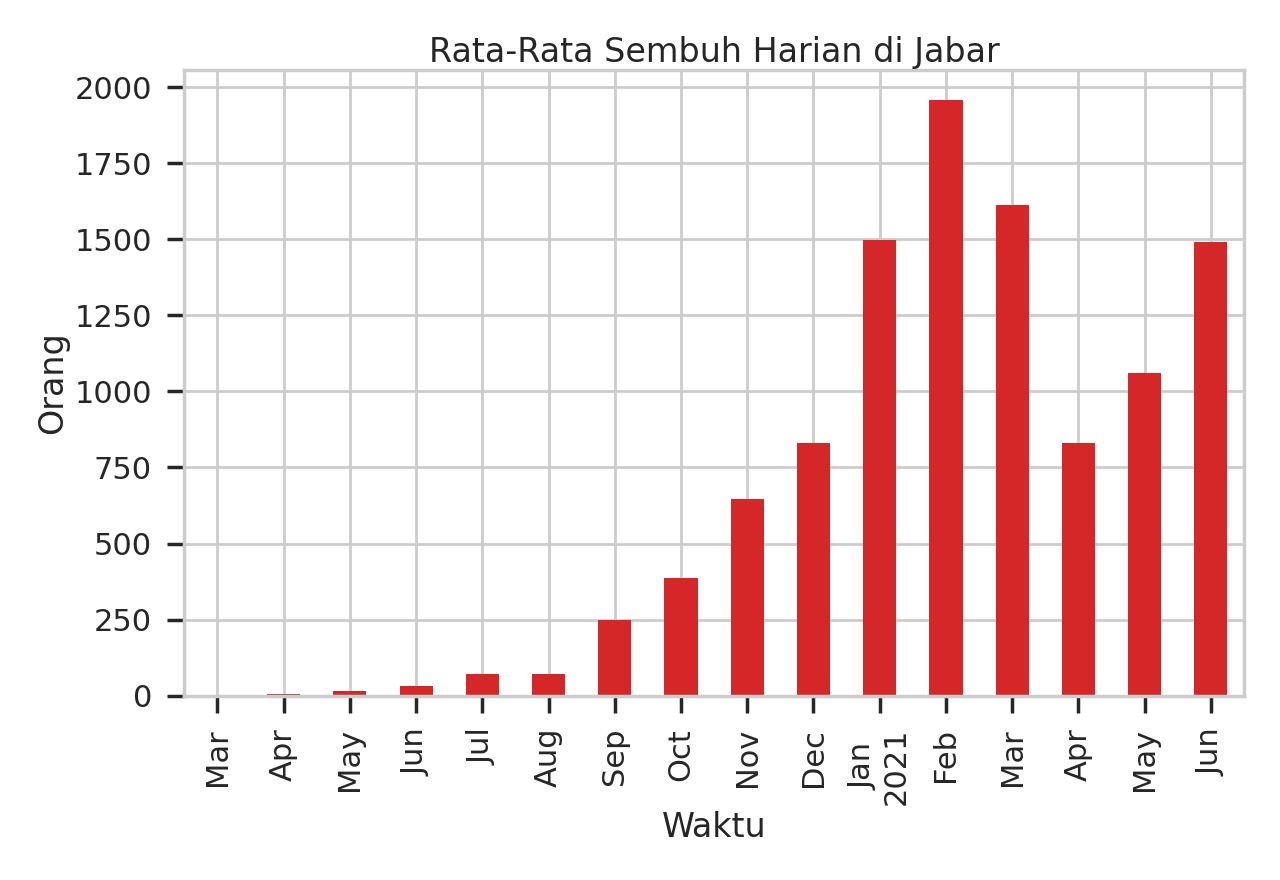 Rata-Rata Sembuh Harian di Jabar
2000
1750
1500
1250
1000
750
500
250
0
Orang
Mar
Apr
May
Jun
Jul
Aug
Sep
Oct
Nov
Dec
Jan
2021
Feb
Mar
Apr
May
Jun
Waktu